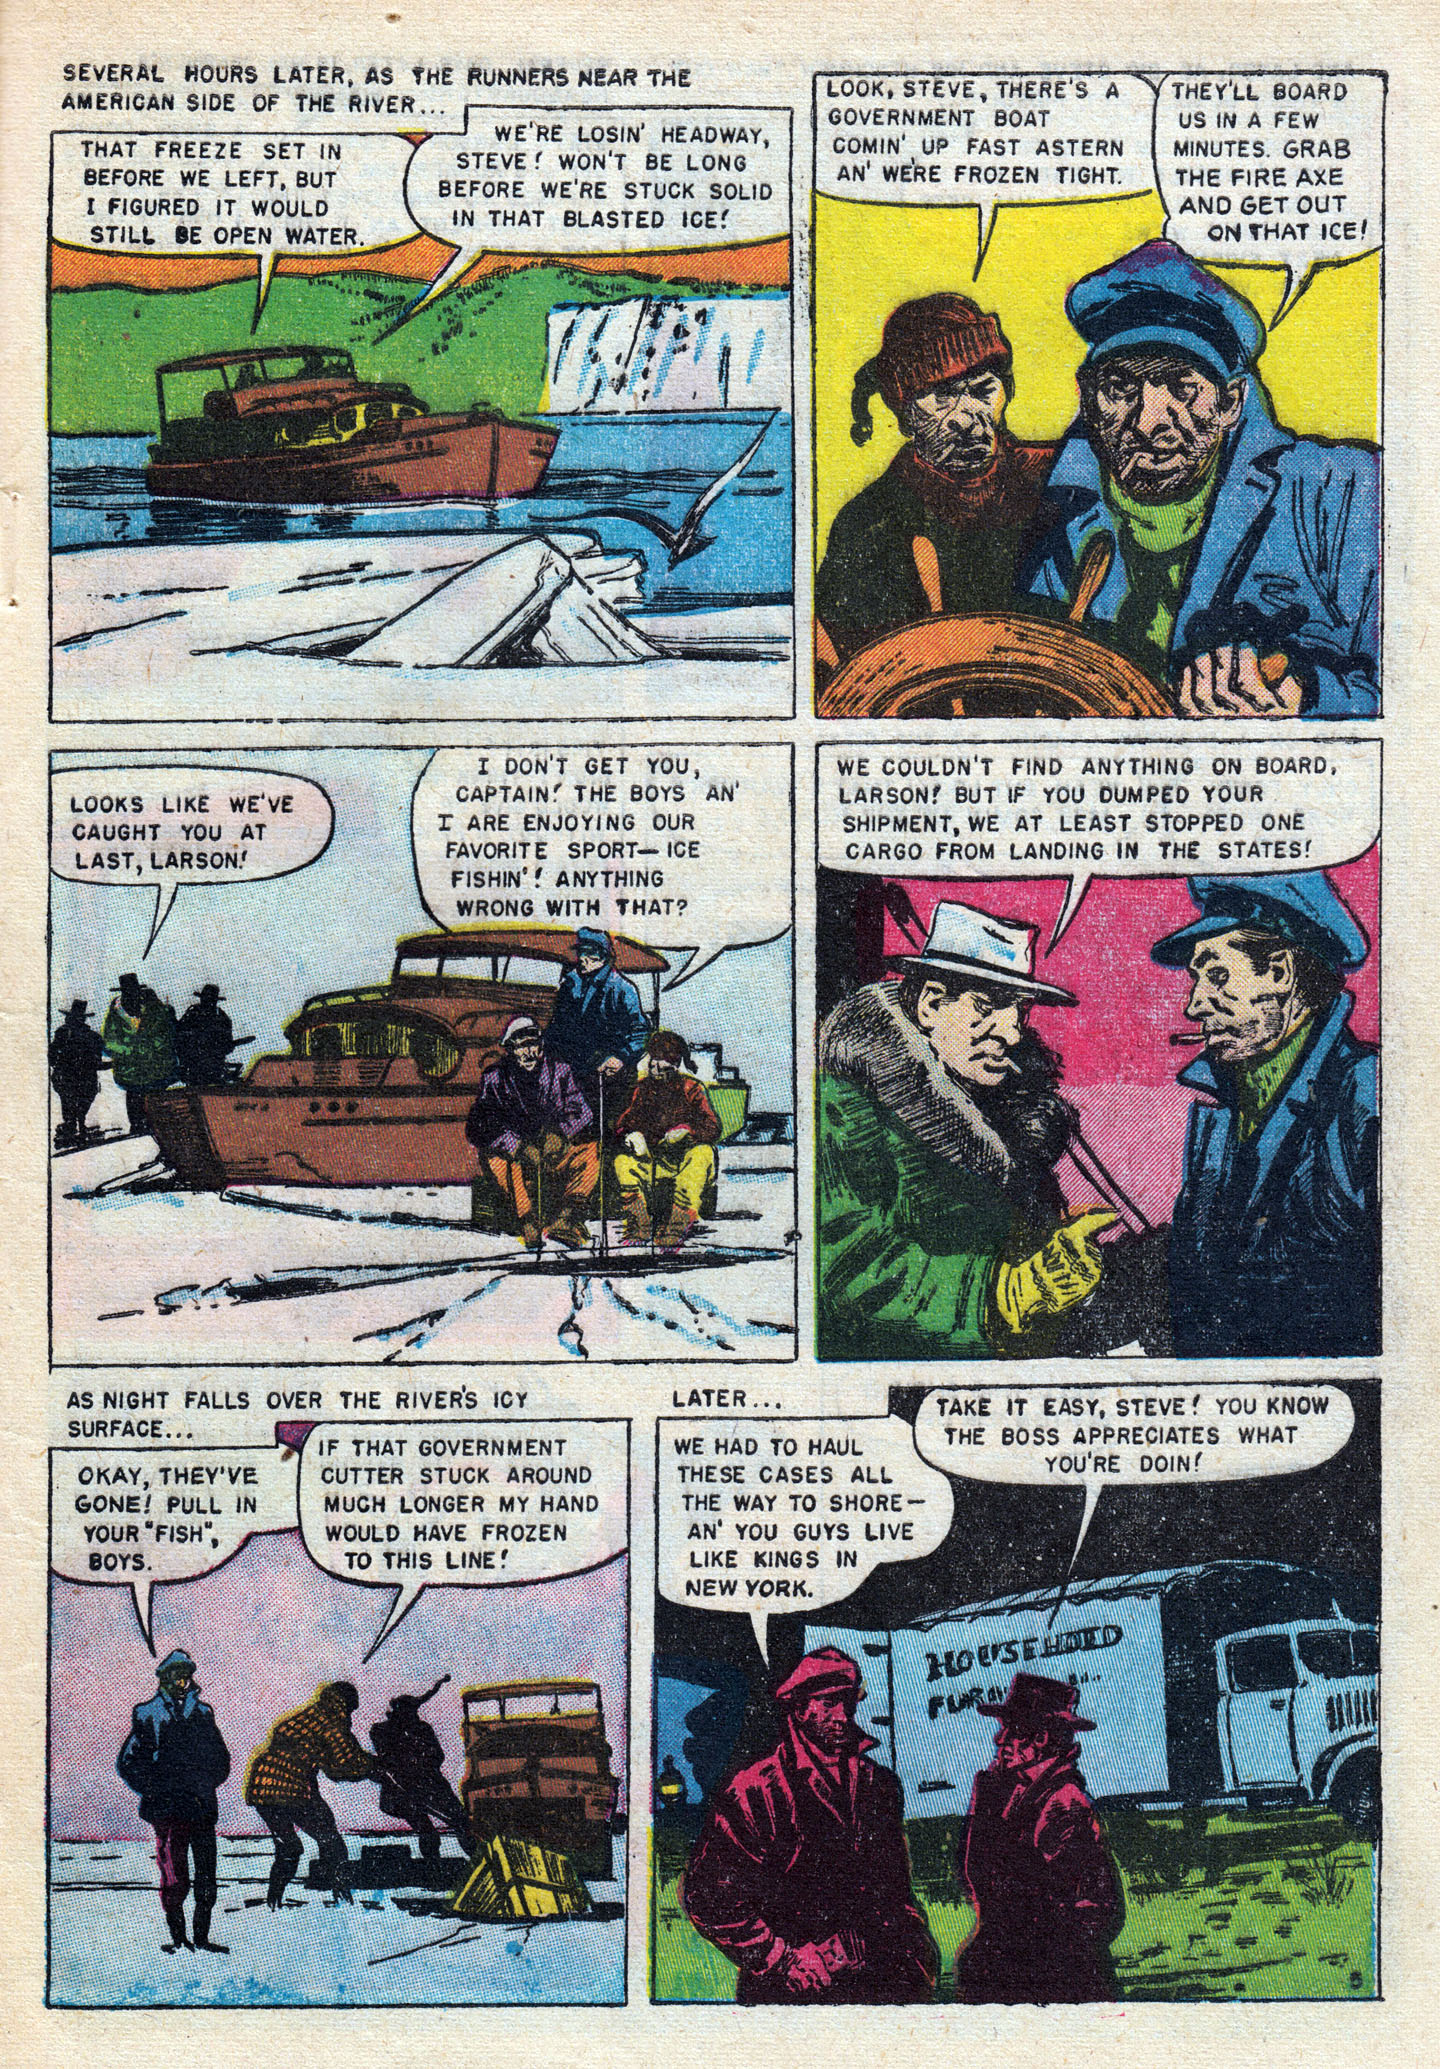 SEVERAL HOURS LATER, AS THE RUNNERS NEAR THE
AMERICAN SIDE OF THE RIVER...
THAT FREEZE SET IN
BEFORE WE LEFT, BUT
I FIGURED IT WOULD
STILL BE OPEN WATER.
WE'RE LOSIN' HEADWAY,
STEVE! WON'T BE LONG
BEFORE WE'RE STUCK SOLID
IN THAT BLASTED ICE!
LOOK, STEVE, THERE'S A
GOVERNMENT BOAT
COMIN' UP FAST ASTERN
AN' WE'RE FROZEN TIGHT.
THEY'LL BOARD
US IN A FEW
MINUTES. GRAB
THE FIRE AXE
AND GET OUT
ON THAT ICE!
LOOKS LIKE WE'VE
CAUGHT YOU AT
LAST, LARSON!
I DON'T GET YOU,
CAPTAIN! THE BOYS AN'
I ARE ENJOYING OUR
FAVORITE SPORT—ICE
FISHIN'! ANYTHING
WRONG WITH THAT?
WE COULDN'T FIND ANYTHING ON BOARD,
LARSON! BUT IF YOU DUMPED YOUR
SHIPMENT, WE AT LEAST STOPPED ONE
CARGO FROM LANDING IN THE STATES!
AS NIGHT FALLS OVER THE RIVER'S ICY
SURFACE...
OKAY, THEY'VE
GONE! PULL IN
YOUR "FISH",
BOYS.
IF THAT GOVERNMENT
CUTTER STUCK AROUND
MUCH LONGER MY HAND
WOULD HAVE FROZEN
TO THIS LINE!
LATER...
WE HAD TO HAUL
THESE CASES ALL
THE WAY TO SHORE—
AN' YOU GUYS LIVE
LIKE KINGS IN
NEW YORK.
TAKE IT EASY, STEVE! YOU KNOW
THE BOSS APPRECIATES WHAT
YOU'RE DOIN!
HOUSEHOLD
5